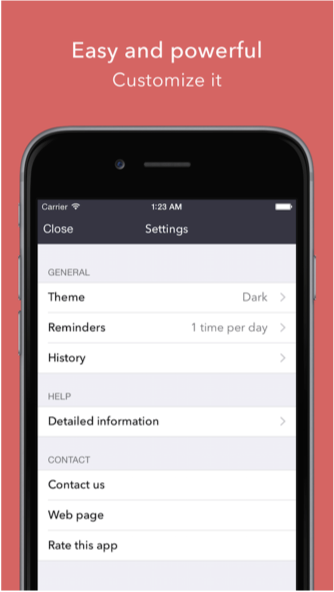 Easy and powerful
Customize it
Carrier 1:23 AM
Close Settings
GENERAL
Theme Dark
Reminders 1 time per day
History
HELP
Detailed information
CONTACT
Contact us
Web page
Rate this app